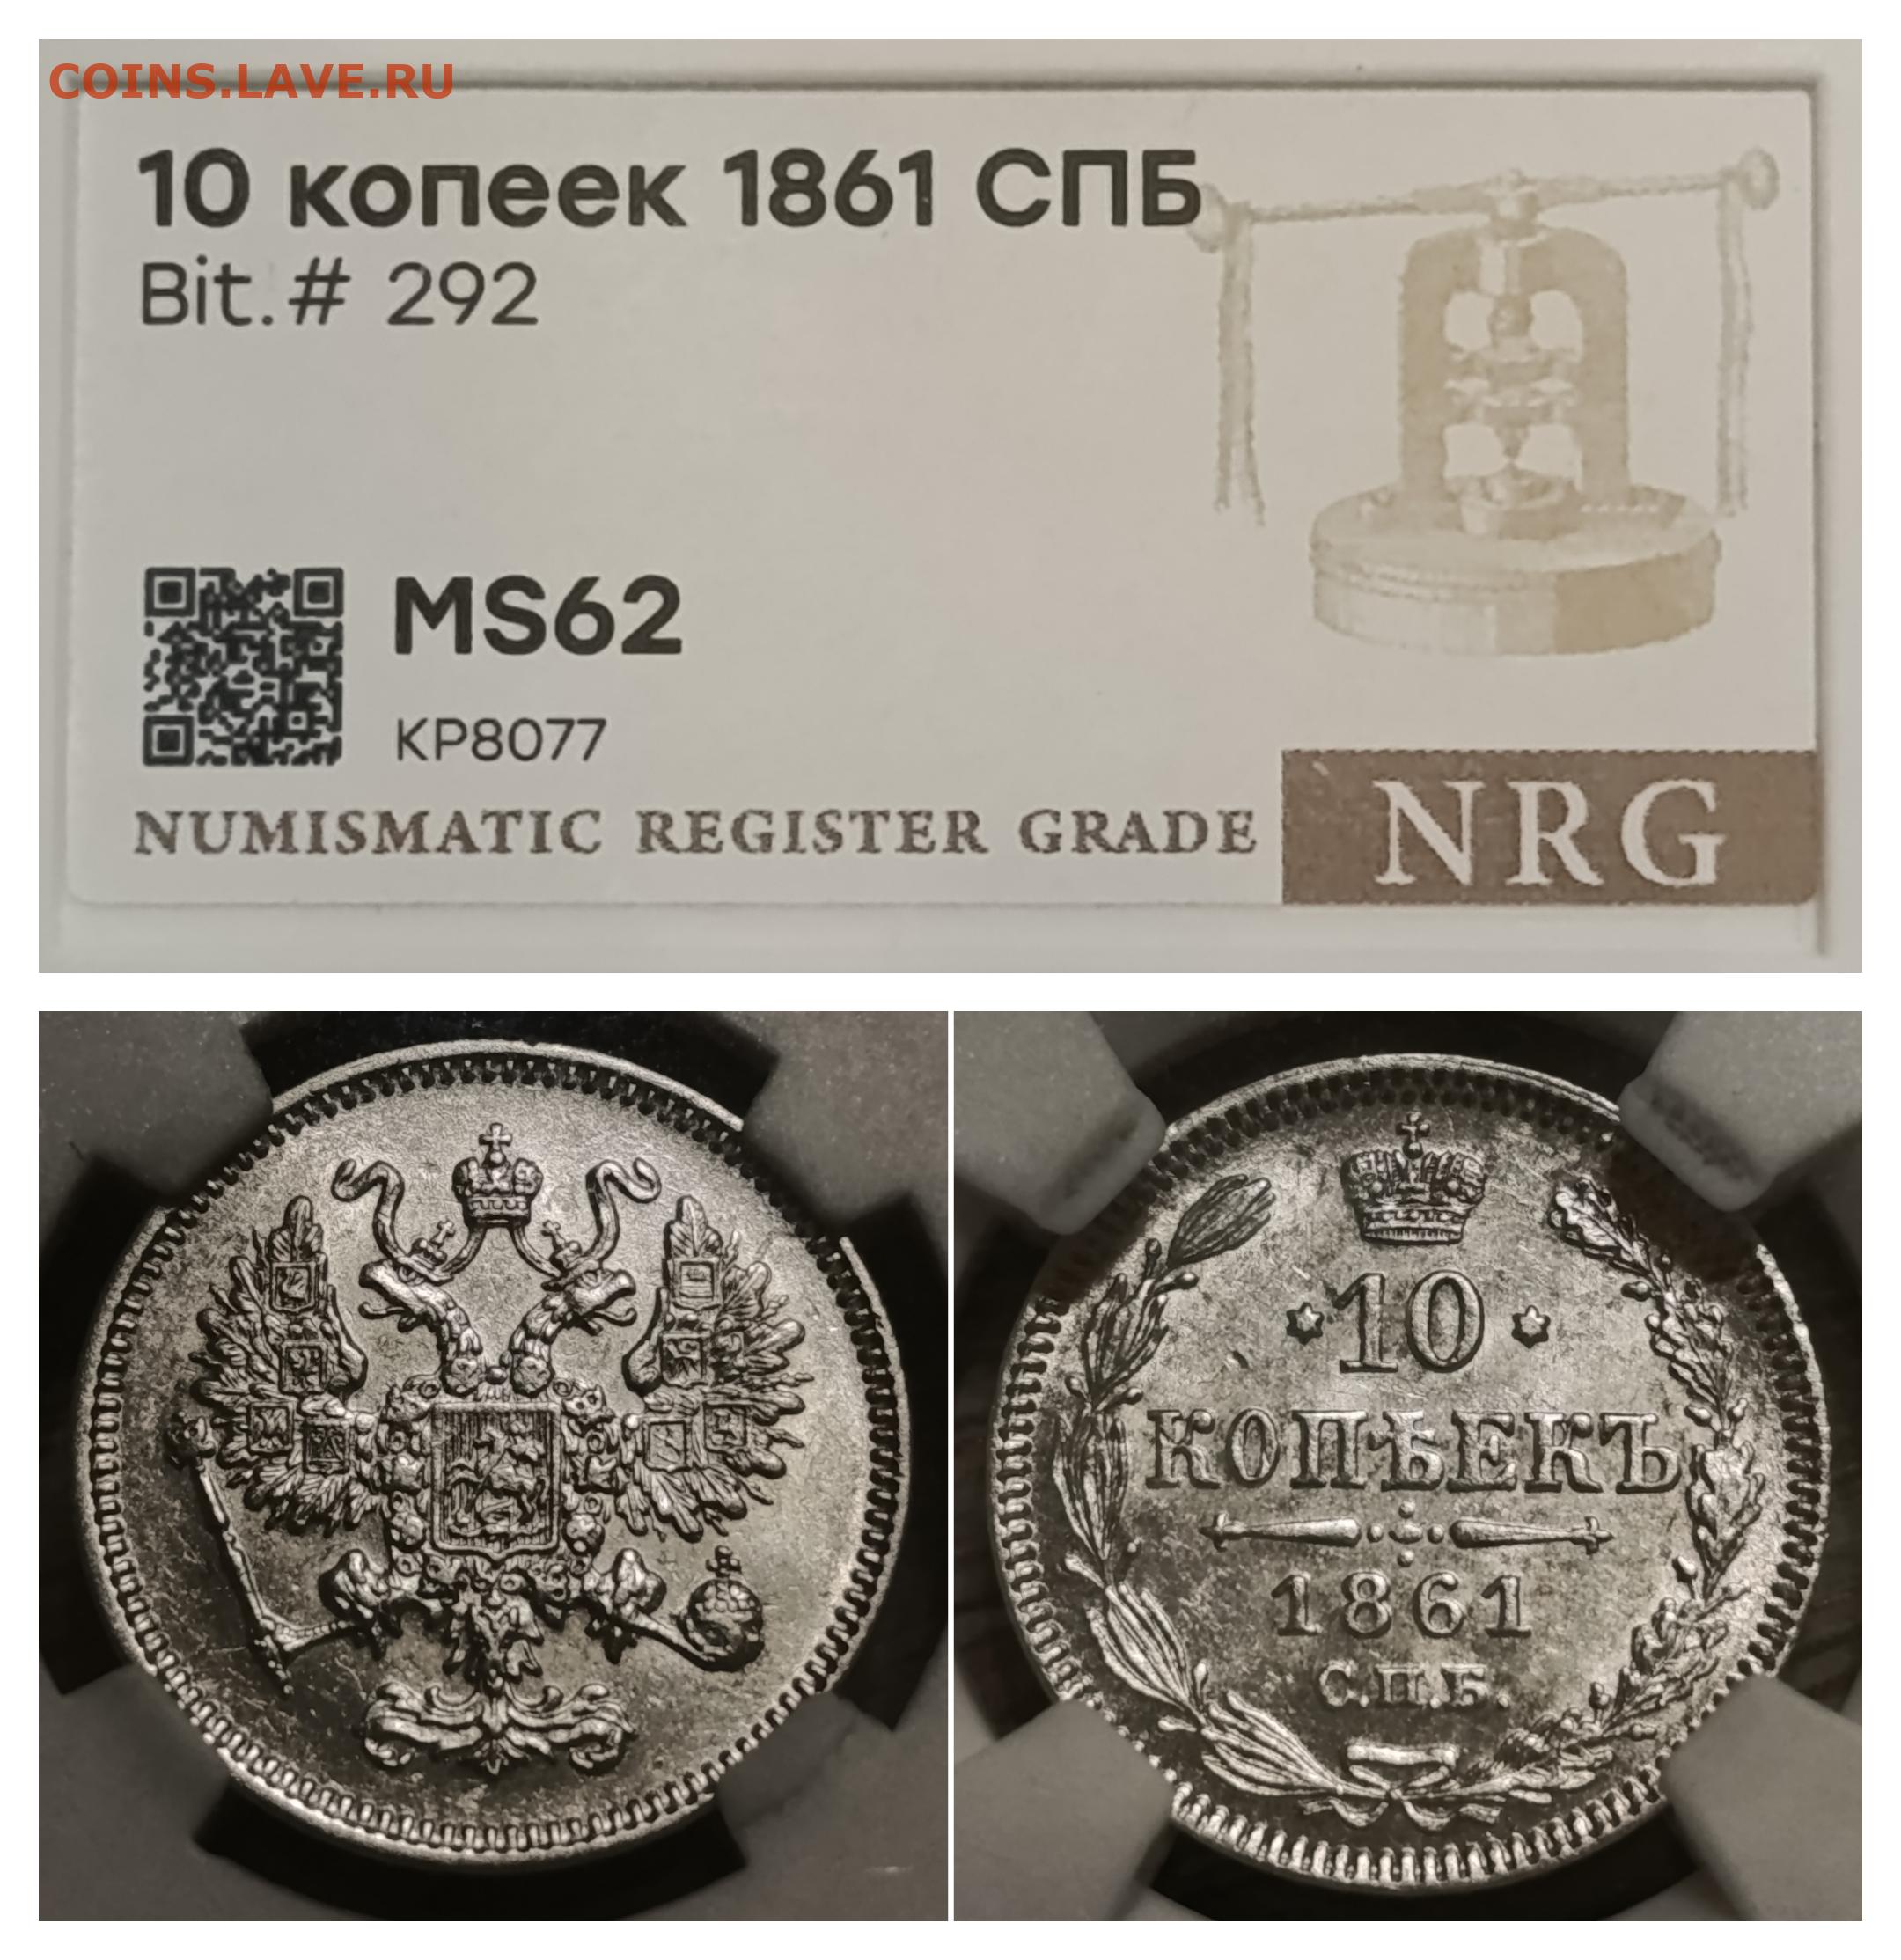 COINS.LAVE.RU
10 копеек 1861 СПБ
Bit.# 292
MS62
KP8077
NUMISMATIC REGISTER GRADE
NRG
10
КОПѢЕКЪ
1861
С.П.Б.